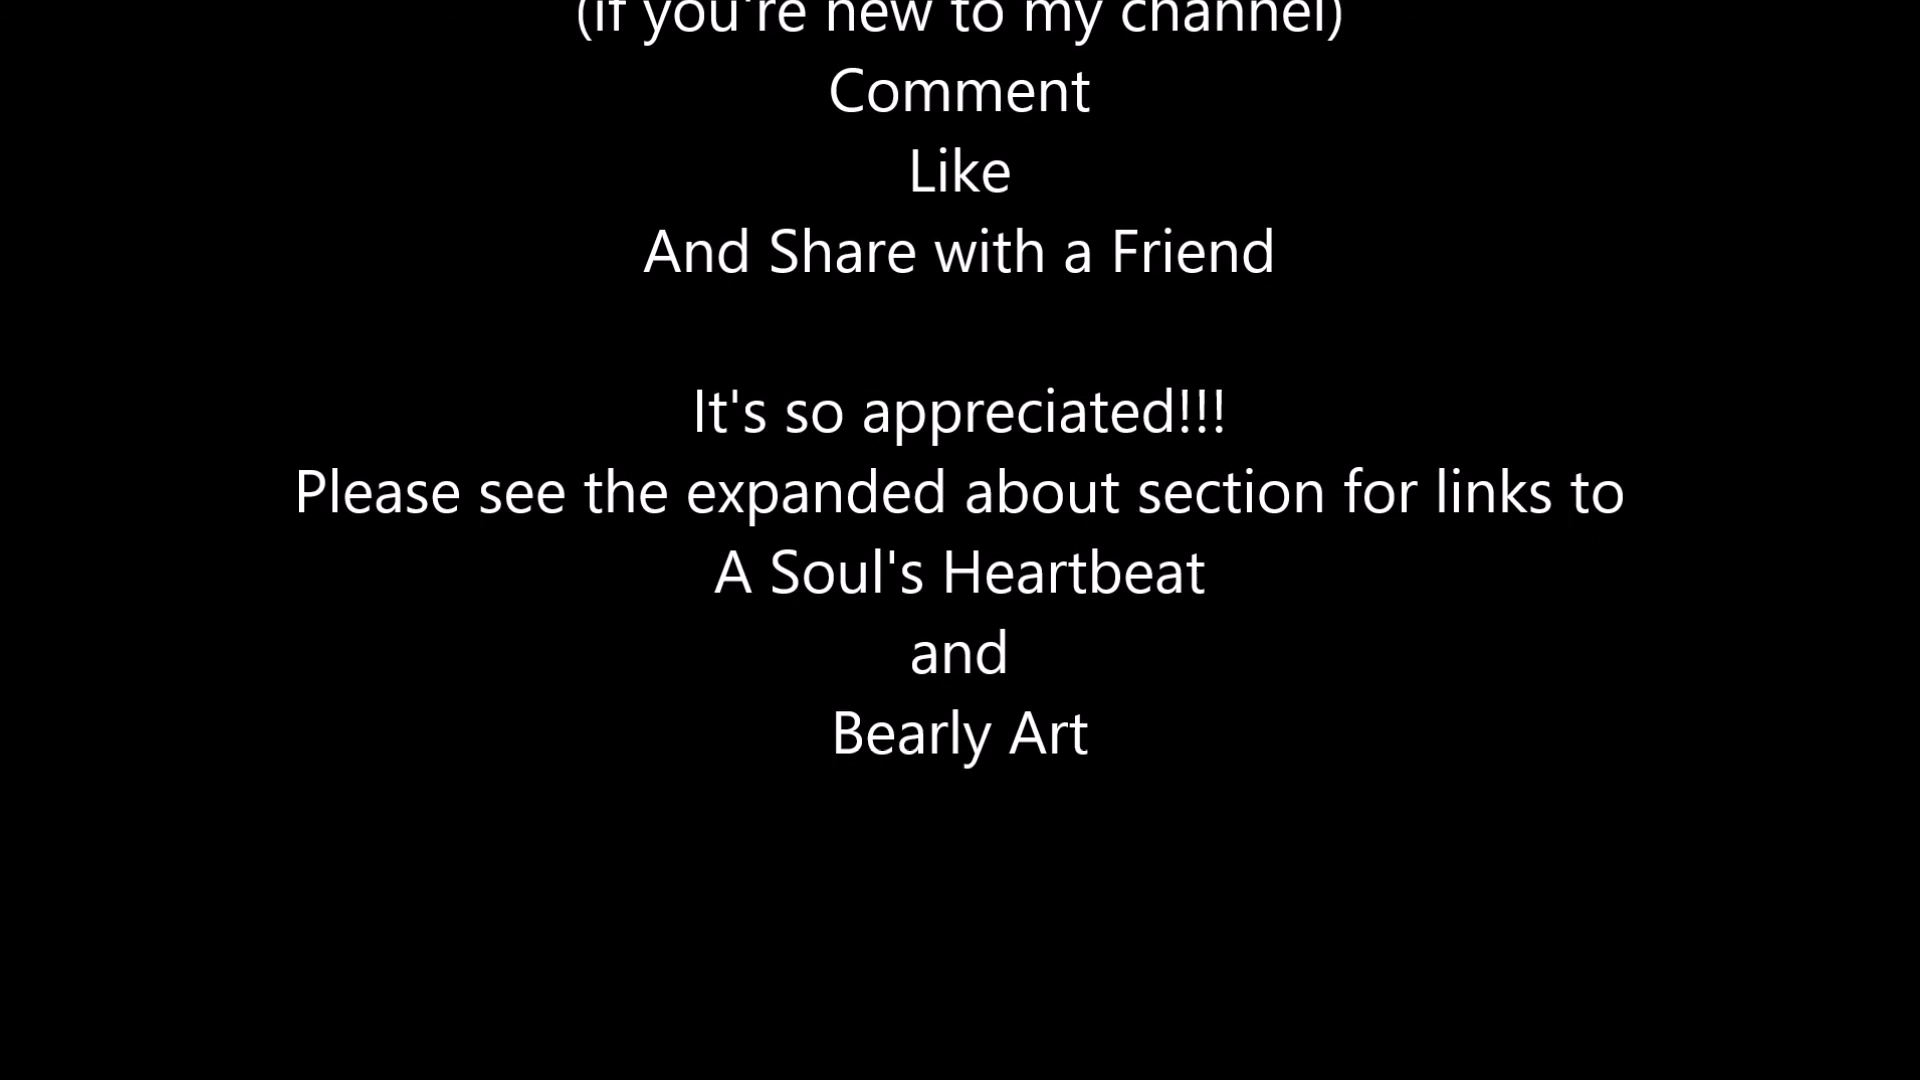 (if you're new to my channel)
Comment
Like
And Share with a Friend
It's so appreciated!!!
Please see the expanded about section for links to
A Soul's Heartbeat
and
Bearly Art